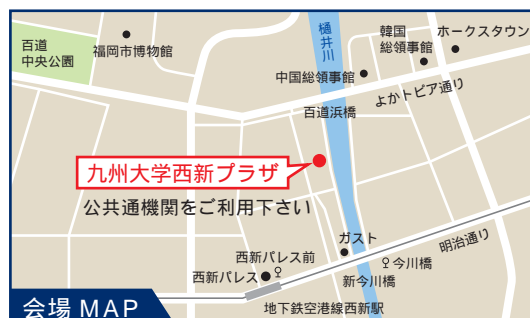 百道
中央公園
福岡市博物館
樋井川
韓国
総領事館
ホークスタウン
中国総領事館
よかトピア通り
百道浜橋
九州大学西新プラザ
公共通機関をご利用下さい
ガスト
明治通り
西新パレス前
今川橋
西新パレス
新今川橋
地下鉄空港線西新駅
会場 MAP